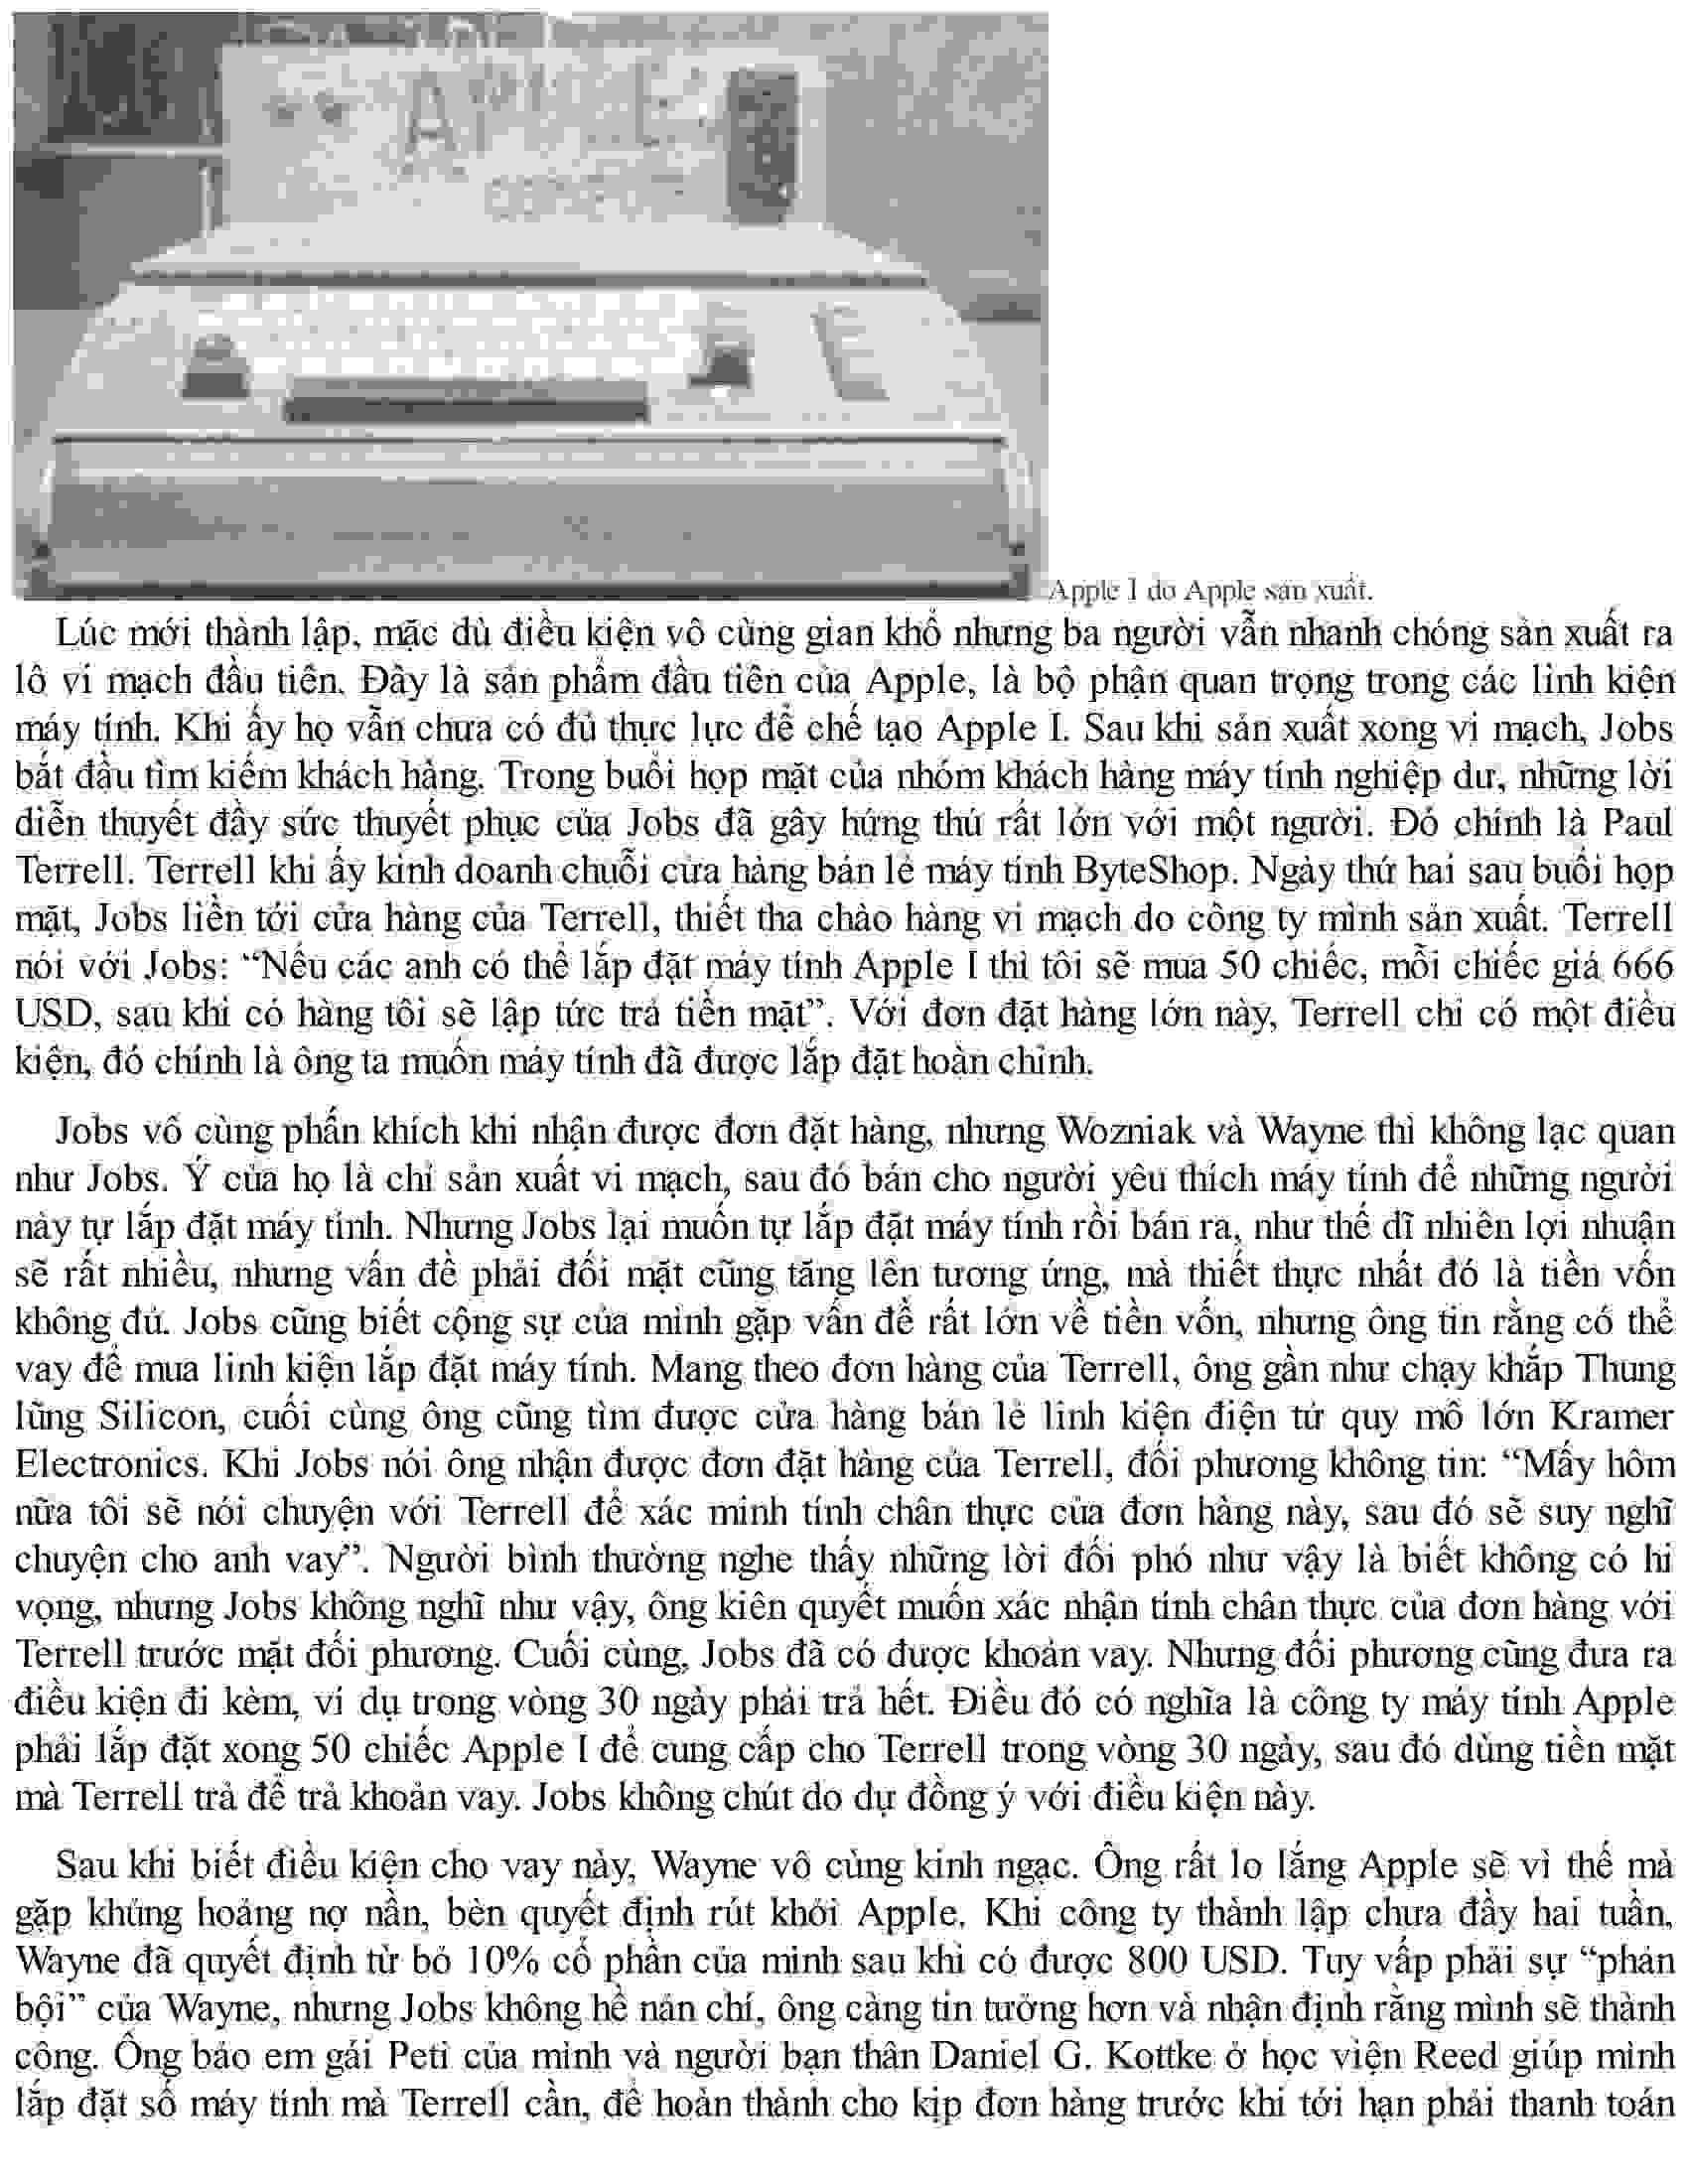 APPLE
Apple I do Apple sản xuất.
Lúc mới thành lập, mặc dù điều kiện vô cùng gian khổ nhưng ba người vẫn nhanh chóng sản xuất ra
lô vi mạch đầu tiên. Đây là sản phẩm đầu tiên của Apple, là bộ phận quan trọng trong các linh kiện
máy tính. Khi ấy họ vẫn chưa có đủ thực lực để chế tạo Apple I. Sau khi sản xuất xong vi mạch, Jobs
bắt đầu tìm kiếm khách hàng. Trong buổi họp mặt của nhóm khách hàng máy tính nghiệp dư, những lời
diễn thuyết đầy sức thuyết phục của Jobs đã gây hứng thú rất lớn với một người. Đó chính là Paul
Terrell. Terrell khi ấy kinh doanh chuỗi cửa hàng bán lẻ máy tính ByteShop. Ngày thứ hai sau buổi họp
mặt, Jobs liền tới cửa hàng của Terrell, thiết tha chào hàng vi mạch do công ty mình sản xuất. Terrell
nói với Jobs: “Nếu các anh có thể lắp đặt máy tính Apple I thì tôi sẽ mua 50 chiếc, mỗi chiếc giá 666
USD, sau khi có hàng tôi sẽ lập tức trả tiền mặt”. Với đơn đặt hàng lớn này, Terrell chỉ có một điều
kiện, đó chính là ông ta muốn máy tính đã được lắp đặt hoàn chỉnh.
Jobs vô cùng phấn khích khi nhận được đơn đặt hàng, nhưng Wozniak và Wayne thì không lạc quan
như Jobs. Ý của họ là chỉ sản xuất vi mạch, sau đó bán cho người yêu thích máy tính để những người
này tự lắp đặt máy tính. Nhưng Jobs lại muốn tự lắp đặt máy tính rồi bán ra, như thế dĩ nhiên lợi nhuận
sẽ rất nhiều, nhưng vấn đề phải đối mặt cũng tăng lên tương ứng, mà thiết thực nhất đó là tiền vốn
không đủ. Jobs cũng biết cộng sự của mình gặp vấn đề rất lớn về tiền vốn, nhưng ông tin rằng có thể
vay để mua linh kiện lắp đặt máy tính. Mang theo đơn hàng của Terrell, ông gần như chạy khắp Thung
lũng Silicon, cuối cùng ông cũng tìm được cửa hàng bán lẻ linh kiện điện tử quy mô lớn Kramer
Electronics. Khi Jobs nói ông nhận được đơn đặt hàng của Terrell, đối phương không tin: “Mấy hôm
nữa tôi sẽ nói chuyện với Terrell để xác minh tính chân thực của đơn hàng này, sau đó sẽ suy nghĩ
chuyện cho anh vay”. Người bình thường nghe thấy những lời đối phó như vậy là biết không có hi
vọng, nhưng Jobs không nghĩ như vậy, ông kiên quyết muốn xác nhận tính chân thực của đơn hàng với
Terrell trước mặt đối phương. Cuối cùng, Jobs đã có được khoản vay. Nhưng đối phương cũng đưa ra
điều kiện đi kèm, ví dụ trong vòng 30 ngày phải trả hết. Điều đó có nghĩa là công ty máy tính Apple
phải lắp đặt xong 50 chiếc Apple I để cung cấp cho Terrell trong vòng 30 ngày, sau đó dùng tiền mặt
mà Terrell trả để trả khoản vay. Jobs không chút do dự đồng ý với điều kiện này.
Sau khi biết điều kiện cho vay này, Wayne vô cùng kinh ngạc. Ông rất lo lắng Apple sẽ vì thế mà
gặp khủng hoảng nợ nần, bèn quyết định rút khỏi Apple. Khi công ty thành lập chưa đầy hai tuần,
Wayne đã quyết định từ bỏ 10% cổ phần của mình sau khi có được 800 USD. Tuy vấp phải sự “phản
bội” của Wayne, nhưng Jobs không hề nản chí, ông càng tin tưởng hơn và nhận định rằng mình sẽ thành
công. Ông bảo em gái Peti của mình và người bạn thân Daniel G. Kottke ở học viện Reed giúp mình
lắp đặt số máy tính mà Terrell cần, để hoàn thành cho kịp đơn hàng trước khi tới hạn phải thanh toán